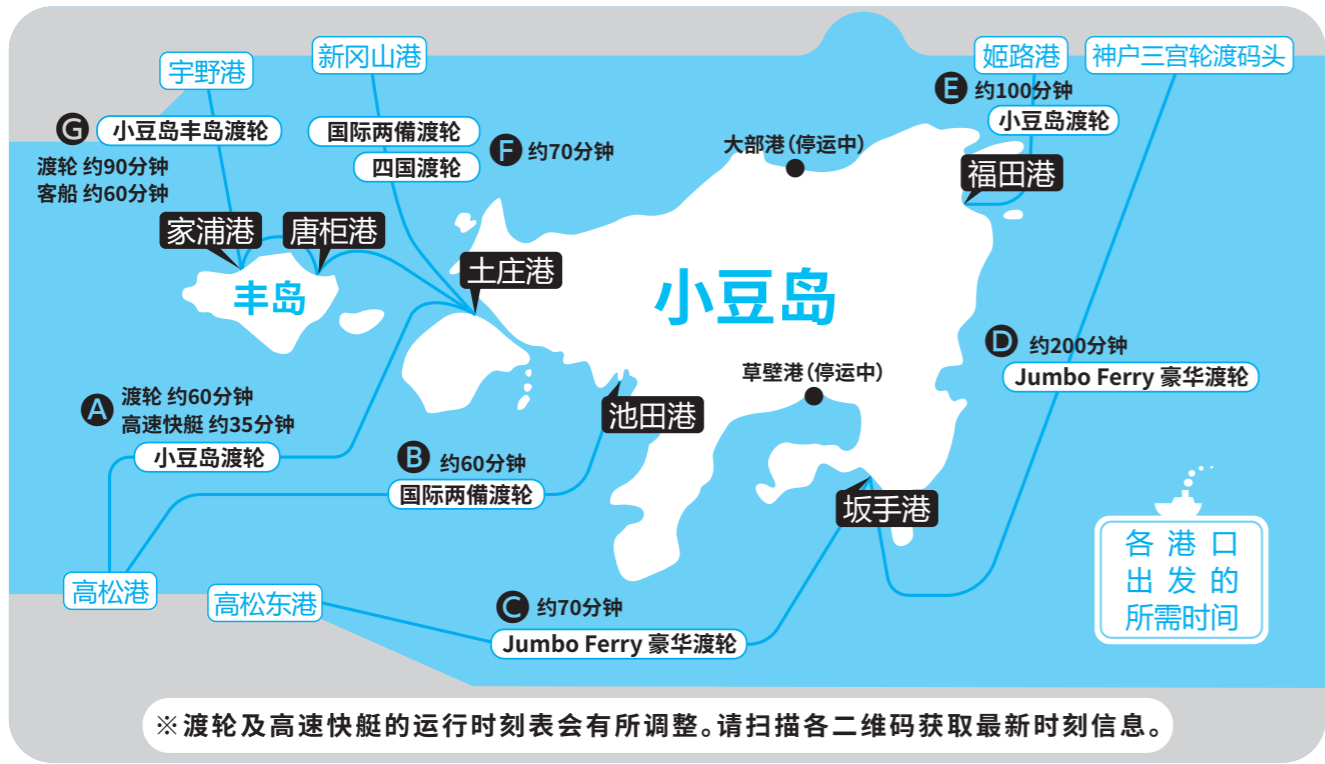 宇野港
新冈山港
姬路港
神户三宫轮渡码头
G 小豆岛丰岛渡轮
渡轮 约90分钟
客船 约60分钟
国际两備渡轮
四国渡轮
F 约70分钟
E 约100分钟
小豆岛渡轮
大部港（停运中）
福田港
家浦港
唐柜港
土庄港
丰岛
小豆岛
D 约200分钟
Jumbo Ferry 豪华渡轮
草壁港（停运中）
池田港
A 渡轮 约60分钟
高速快艇 约35分钟
小豆岛渡轮
B 约60分钟
国际两備渡轮
坂手港
高松港
高松东港
C 约70分钟
Jumbo Ferry 豪华渡轮
各港口
出发的
所需时间
※渡轮及高速快艇的运行时刻表会有所调整。请扫描各二维码获取最新时刻信息。